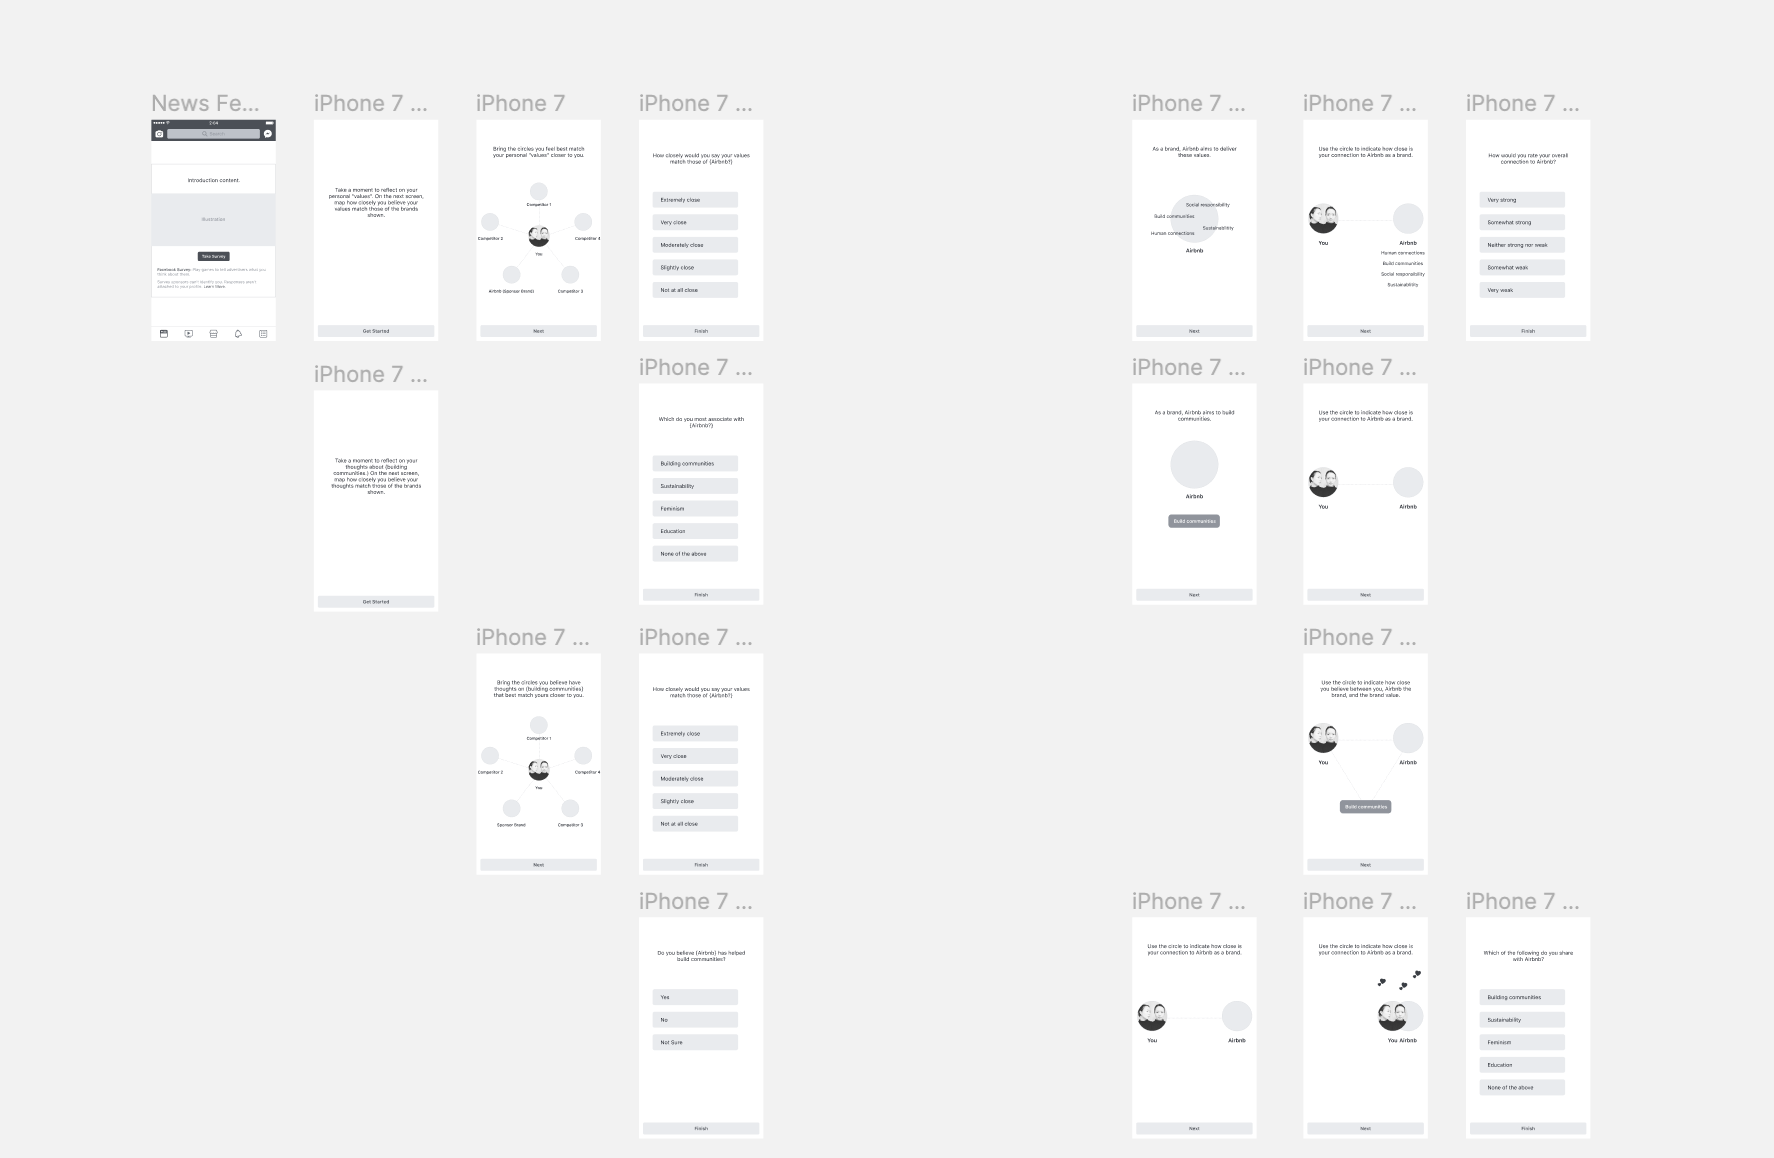 News Fe...
2:04
Search
Introduction content.
Illustration
Take Survey
Facebook Survey: Play games to tell advertisers what you
think about them.
Survey sponsors can't identify you. Responses aren't
attached to your profile. Learn More
iPhone 7 ...
Take a moment to reflect on your
personal "values". On the next screen,
map how closely you believe your
values match those of the brands
shown.
Get Started
iPhone 7
Bring the circles you feel best match
your personal "values" closer to you.
Competitor 1
Competitor 2
Competitor 4
You
Airbnb (Sponsor Brand)
Competitor 3
Next
iPhone 7 ...
How closely would you say your values
match those of {Airbnb?}
Extremely close
Very close
Moderately close
Slightly close
Not at all close
Finish
iPhone 7 ...
As a brand, Airbnb aims to deliver
these values.
Social responsibility
Build communities
Sustainability
Human connections
Airbnb
Next
iPhone 7 ...
Use the circle to indicate how close is
your connection to Airbnb as a brand.
You
Airbnb
Human connections
Build communities
Social responsibility
Sustainability
Next
iPhone 7 ...
How would you rate your overall
connection to Airbnb?
Very strong
Somewhat strong
Neither strong nor weak
Somewhat weak
Very weak
Finish
iPhone 7 ...
Take a moment to reflect on your
thoughts about {building
communities.} On the next screen,
map how closely you believe your
thoughts match those of the brands
shown.
Get Started
iPhone 7 ...
Which do you most associate with
{Airbnb?}
Building communities
Sustainability
Feminism
Education
None of the above
Finish
iPhone 7 ...
As a brand, Airbnb aims to build
communities.
Airbnb
Build communities
Next
iPhone 7 ...
Use the circle to indicate how close is
your connection to Airbnb as a brand.
You
Airbnb
Next
iPhone 7 ...
Bring the circles you believe have
thoughts on {building communities}
that best match yours closer to you.
Competitor 1
Competitor 2
Competitor 4
You
Sponsor Brand
Competitor 3
Next
iPhone 7 ...
How closely would you say your values
match those of {Airbnb?}
Extremely close
Very close
Moderately close
Slightly close
Not at all close
Finish
iPhone 7 ...
Use the circle to indicate how close
you believe between you, Airbnb the
brand, and the brand value.
You
Airbnb
Build communities
Next
iPhone 7 ...
Do you believe {Airbnb} has helped
build communities?
Yes
No
Not Sure
Finish
iPhone 7 ...
Use the circle to indicate how close is
your connection to Airbnb as a brand.
You
Airbnb
Next
iPhone 7 ...
Use the circle to indicate how close is
your connection to Airbnb as a brand.
You Airbnb
Next
iPhone 7 ...
Which of the following do you share
with Airbnb?
Building communities
Sustainability
Feminism
Education
None of the above
Finish